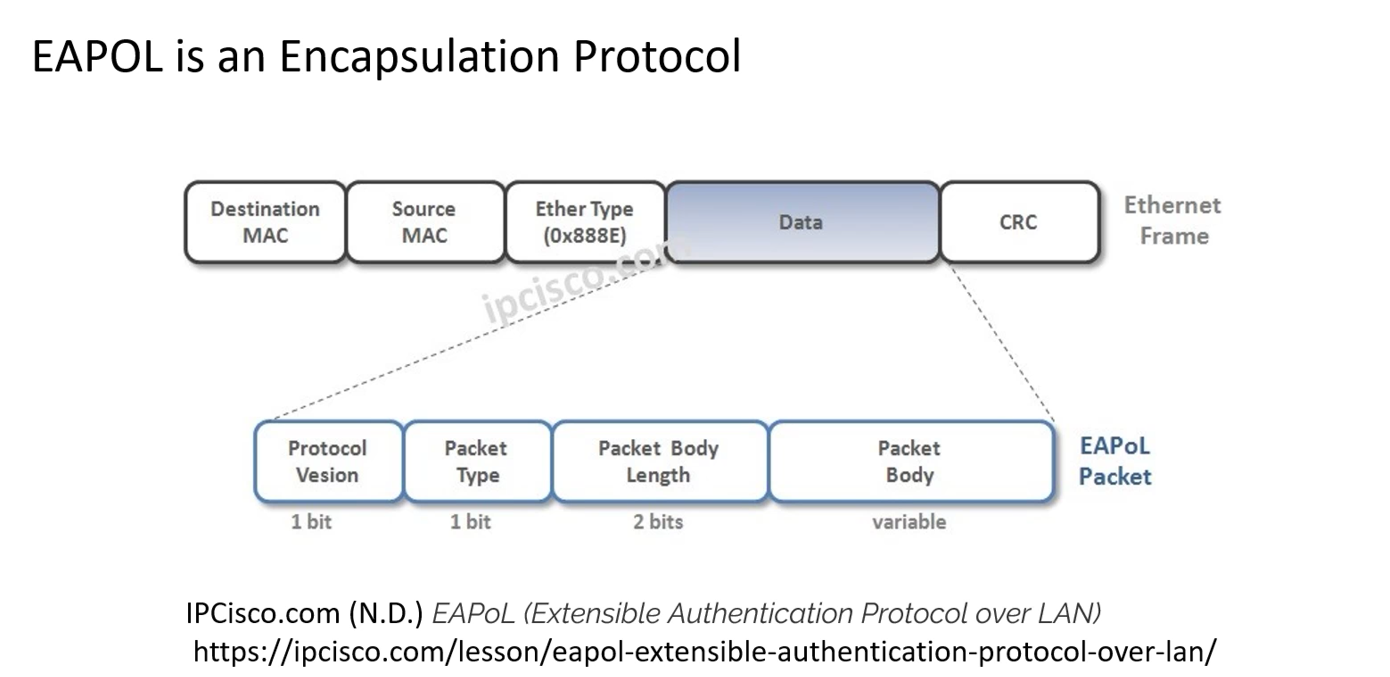 EAPOL is an Encapsulation Protocol
Destination
MAC
Source
MAC
Ether Type
(0x888E)
Data
CRC
Ethernet
Frame
ipcisco.com
Protocol
Vesion
Packet
Type
Packet Body
Length
Packet
Body
EAPoL
Packet
1 bit
1 bit
2 bits
variable
IPCisco.com (N.D.) EAPoL (Extensible Authentication Protocol over LAN)
https://ipcisco.com/lesson/eapol-extensible-authentication-protocol-over-lan/